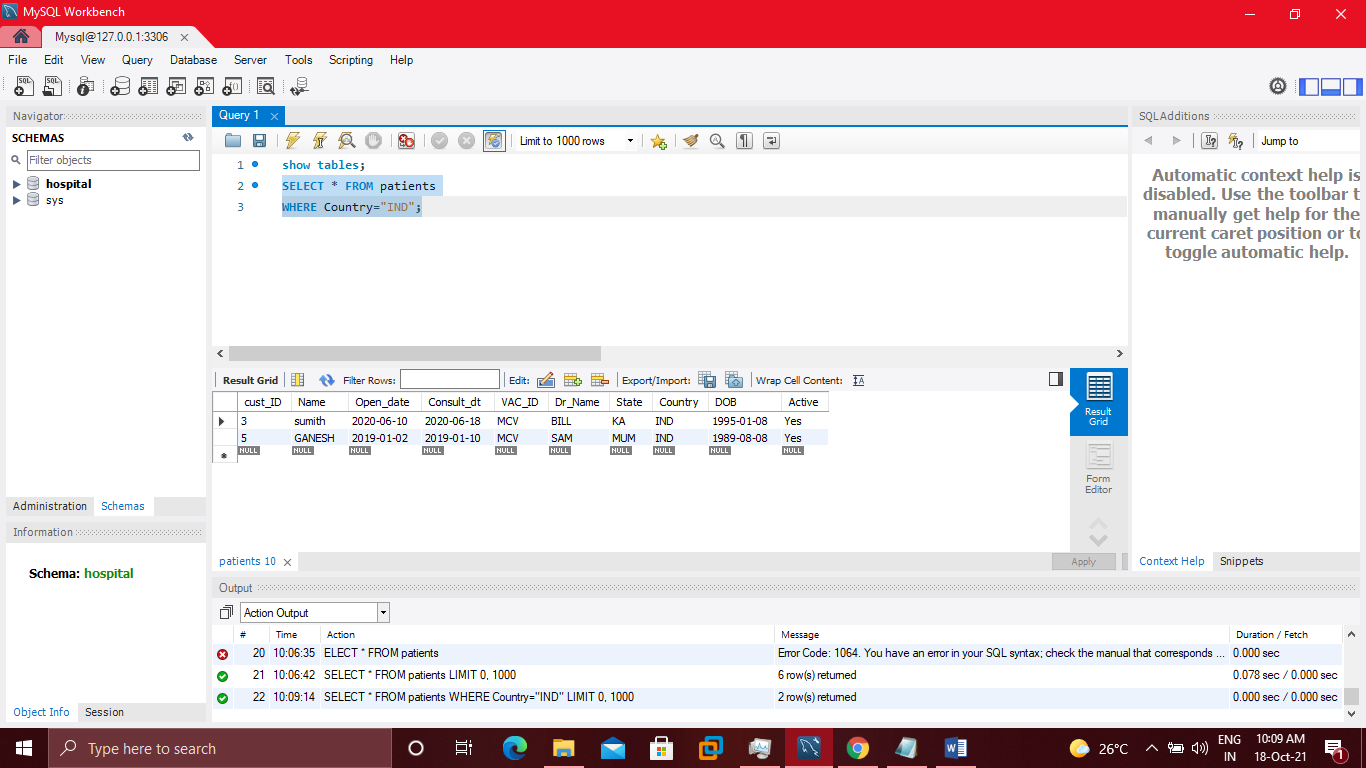 MySQL Workbench
Mysql@127.0.0.1:3306
File Edit View Query Database Server Tools Scripting Help
Navigator
SCHEMAS
Filter objects
hospital
sys
Administration Schemas
Information
Schema: hospital
Object Info Session
Query 1
Limit to 1000 rows
1 show tables;
2 SELECT * FROM patients
3 WHERE Country="IND";
Result Grid Filter Rows: Edit: Export/Import: Wrap Cell Content:
cust_ID Name Open_date Consult_dt VAC_ID Dr_Name State Country DOB Active
3 sumith 2020-06-10 2020-06-18 MCV BILL KA IND 1995-01-08 Yes
5 GANESH 2019-01-02 2019-01-10 MCV SAM MUM IND 1989-08-08 Yes
NULL NULL NULL NULL NULL NULL NULL NULL NULL NULL
Result
Grid
Form
Editor
patients 10
Apply
SQLAdditions
Jump to
Automatic context help is
disabled. Use the toolbar t
manually get help for the
current caret position or to
toggle automatic help.
Context Help Snippets
Output
Action Output
# Time Action Message Duration / Fetch
20 10:06:35 ELECT * FROM patients Error Code: 1064. You have an error in your SQL syntax; check the manual that corresponds ... 0.000 sec
21 10:06:42 SELECT * FROM patients LIMIT 0, 1000 6 row(s) returned 0.078 sec / 0.000 sec
22 10:09:14 SELECT * FROM patients WHERE Country="IND" LIMIT 0, 1000 2 row(s) returned 0.000 sec / 0.000 sec
Type here to search
26°C
ENG
IN
10:09 AM
18-Oct-21
1